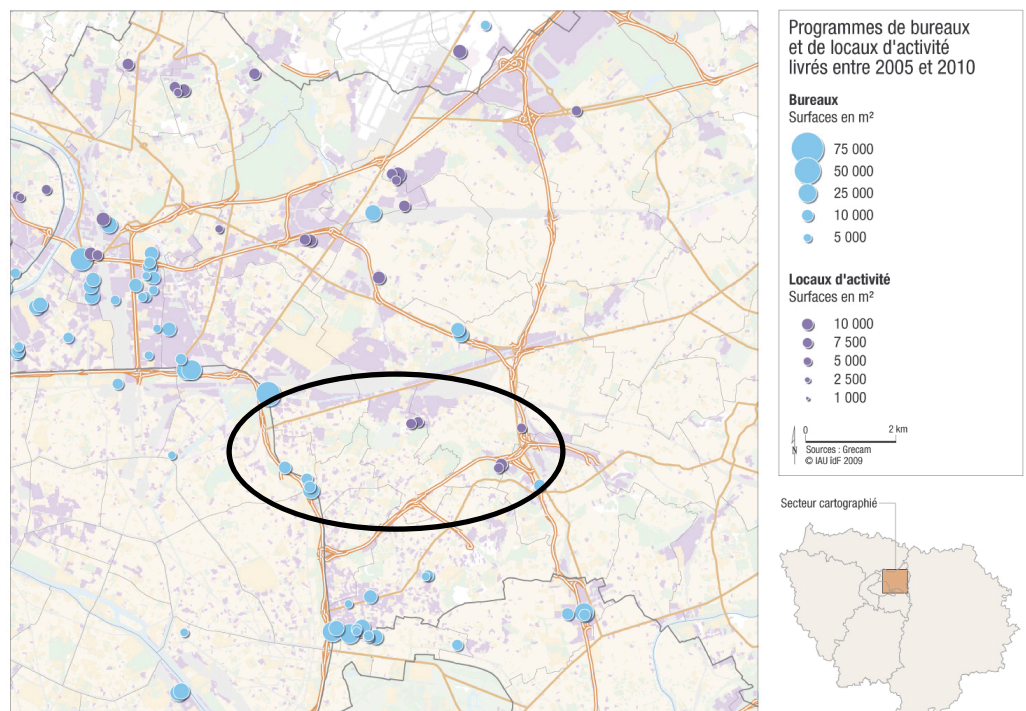 Programmes de bureaux
et de locaux d'activité
livrés entre 2005 et 2010
Bureaux
Surfaces en m²
75 000
50 000
25 000
10 000
5 000
Locaux d'activité
Surfaces en m²
10 000
7 500
5 000
2 500
1 000
0 2 km
N
Sources : Grecam
© IAU îdF 2009
Secteur cartographié